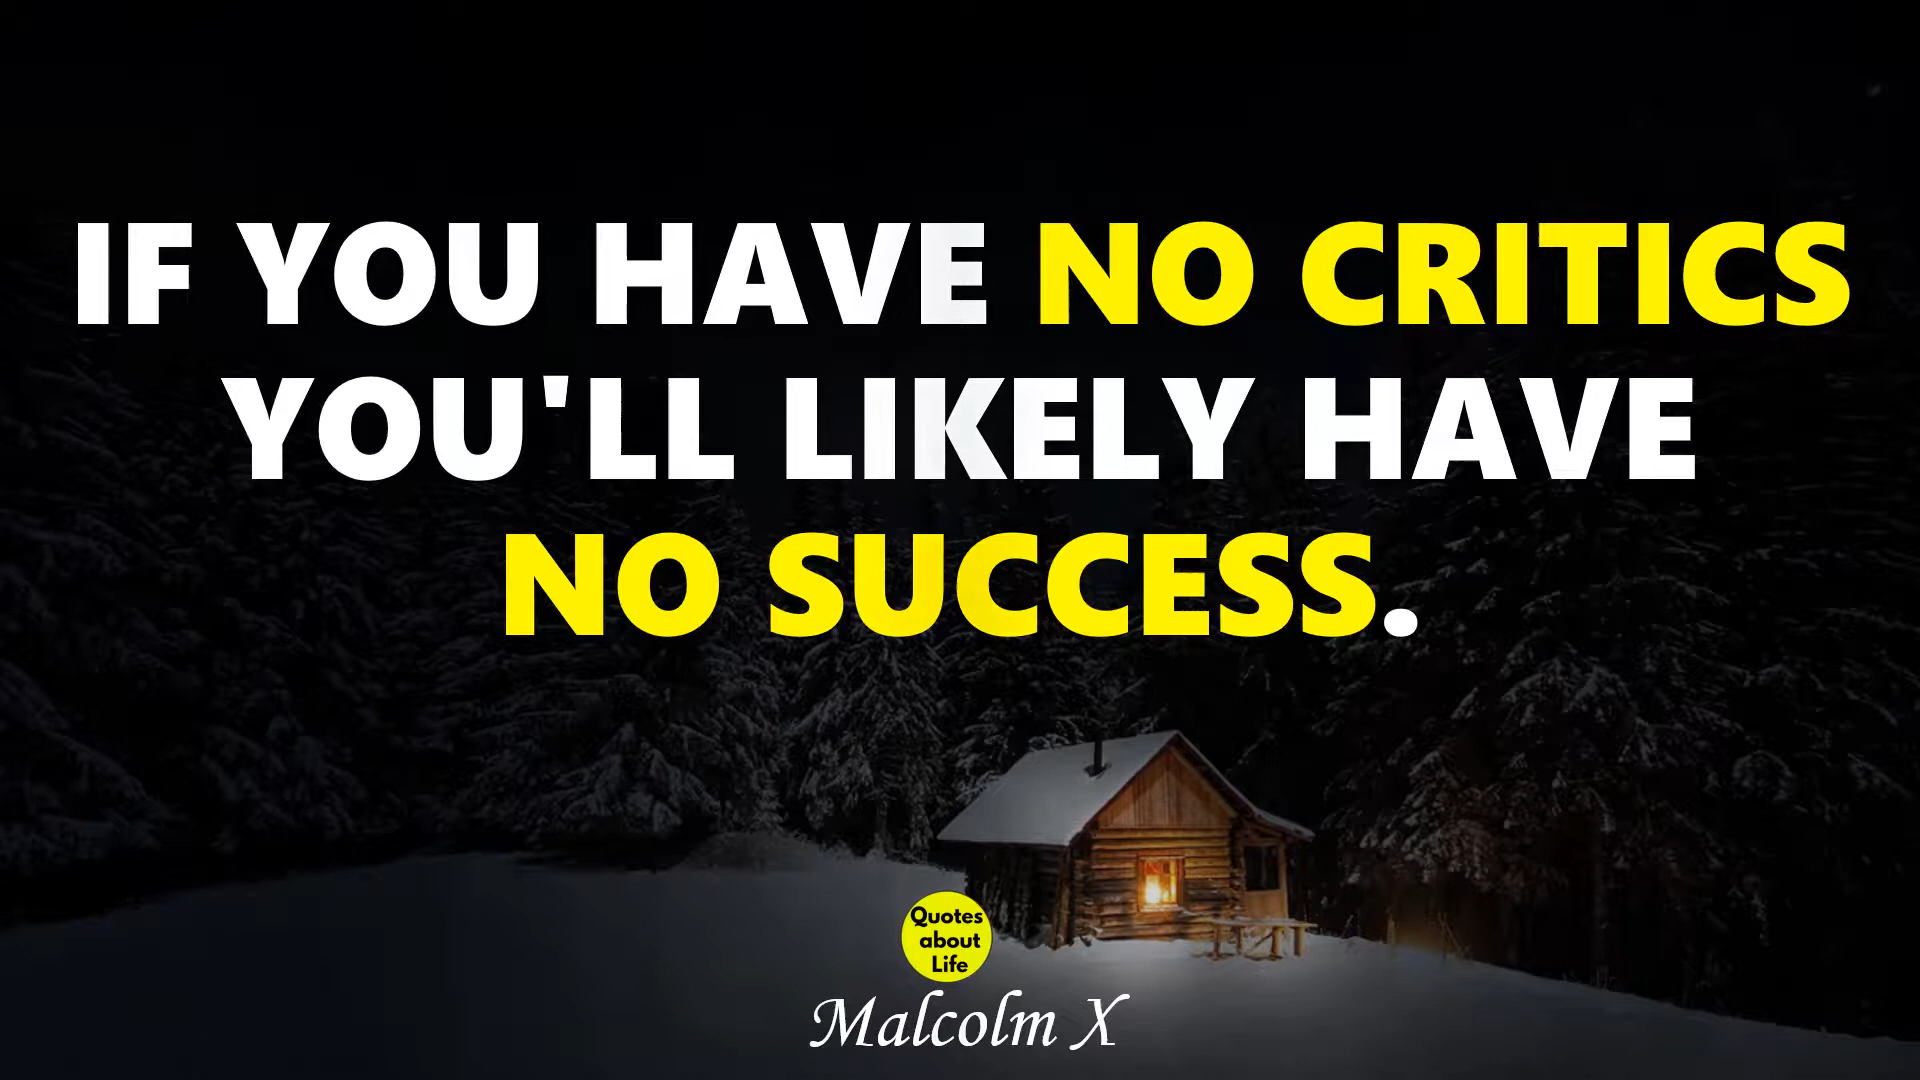 IF YOU HAVE NO CRITICS
YOU'LL LIKELY HAVE
NO SUCCESS.
Quotes
about
Life
Malcolm X